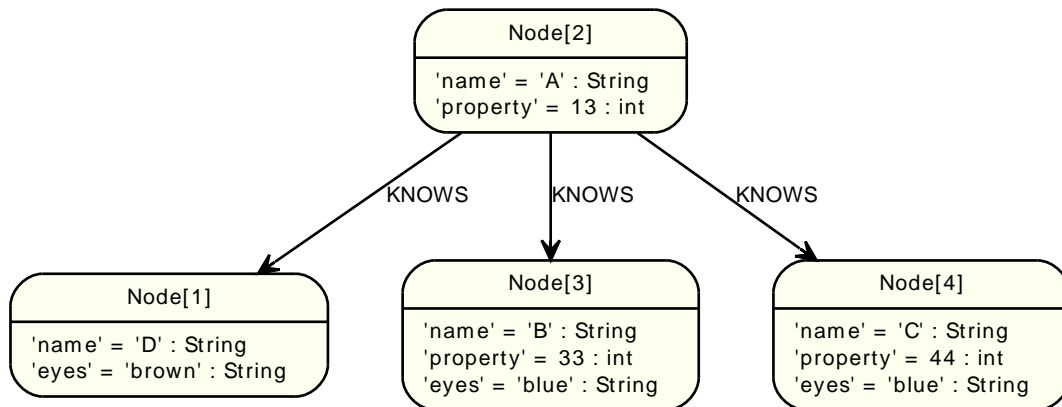 Node[2]
'name' = 'A' : String
'property' = 13 : int
KNOWS
KNOWS
KNOWS
Node[1]
'name' = 'D' : String
'eyes' = 'brown' : String
Node[3]
'name' = 'B' : String
'property' = 33 : int
'eyes' = 'blue' : String
Node[4]
'name' = 'C' : String
'property' = 44 : int
'eyes' = 'blue' : String